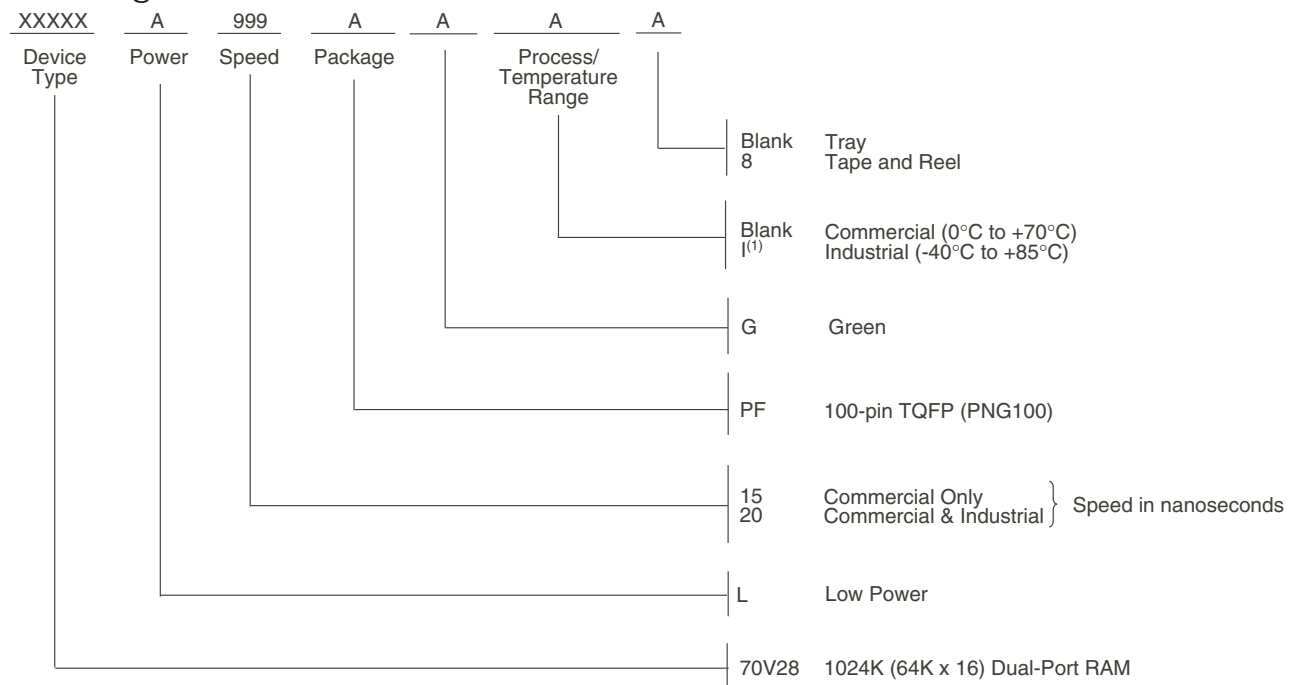 XXXXX A 999 A A A A
Device Type Power Speed Package Process/ Temperature Range
Blank Tray
8 Tape and Reel
Blank Commercial (0°C to +70°C)
I(1) Industrial (-40°C to +85°C)
G Green
PF 100-pin TQFP (PNG100)
15 Commercial Only
20 Commercial & Industrial
Speed in nanoseconds
L Low Power
70V28 1024K (64K x 16) Dual-Port RAM